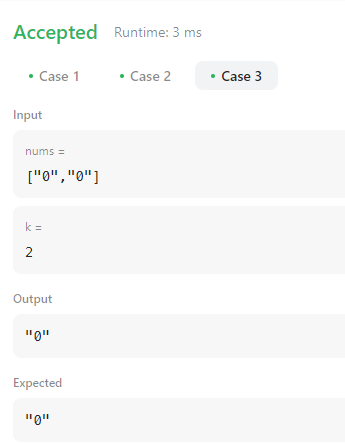 Accepted Runtime: 3 ms
• Case 1 • Case 2 • Case 3
Input
nums =
["0","0"]
k =
2
Output
"0"
Expected
"0"